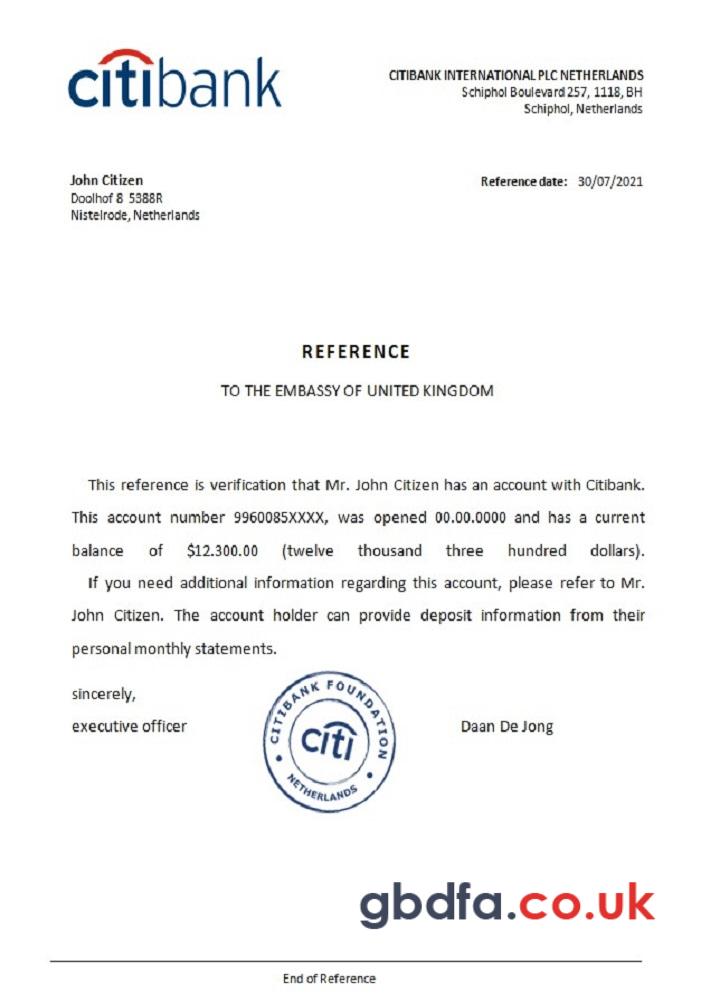 citibank
CITIBANK INTERNATIONAL PLC NETHERLANDS
Schiphol Boulevard 257, 1118, BH
Schiphol, Netherlands
John Citizen
Doolhof 8 5388R
Nistelrode, Netherlands
Reference date: 30/07/2021
REFERENCE
TO THE EMBASSY OF UNITED KINGDOM
This reference is verification that Mr. John Citizen has an account with Citibank.
This account number 9960085XXXX, was opened 00.00.0000 and has a current
balance of $12.300.00 (twelve thousand three hundred dollars).
If you need additional information regarding this account, please refer to Mr.
John Citizen. The account holder can provide deposit information from their
personal monthly statements.
sincerely,
executive officer
CITIBANK FOUNDATION
citi
NETHERLANDS
Daan De Jong
gbdfa.co.uk
End of Reference